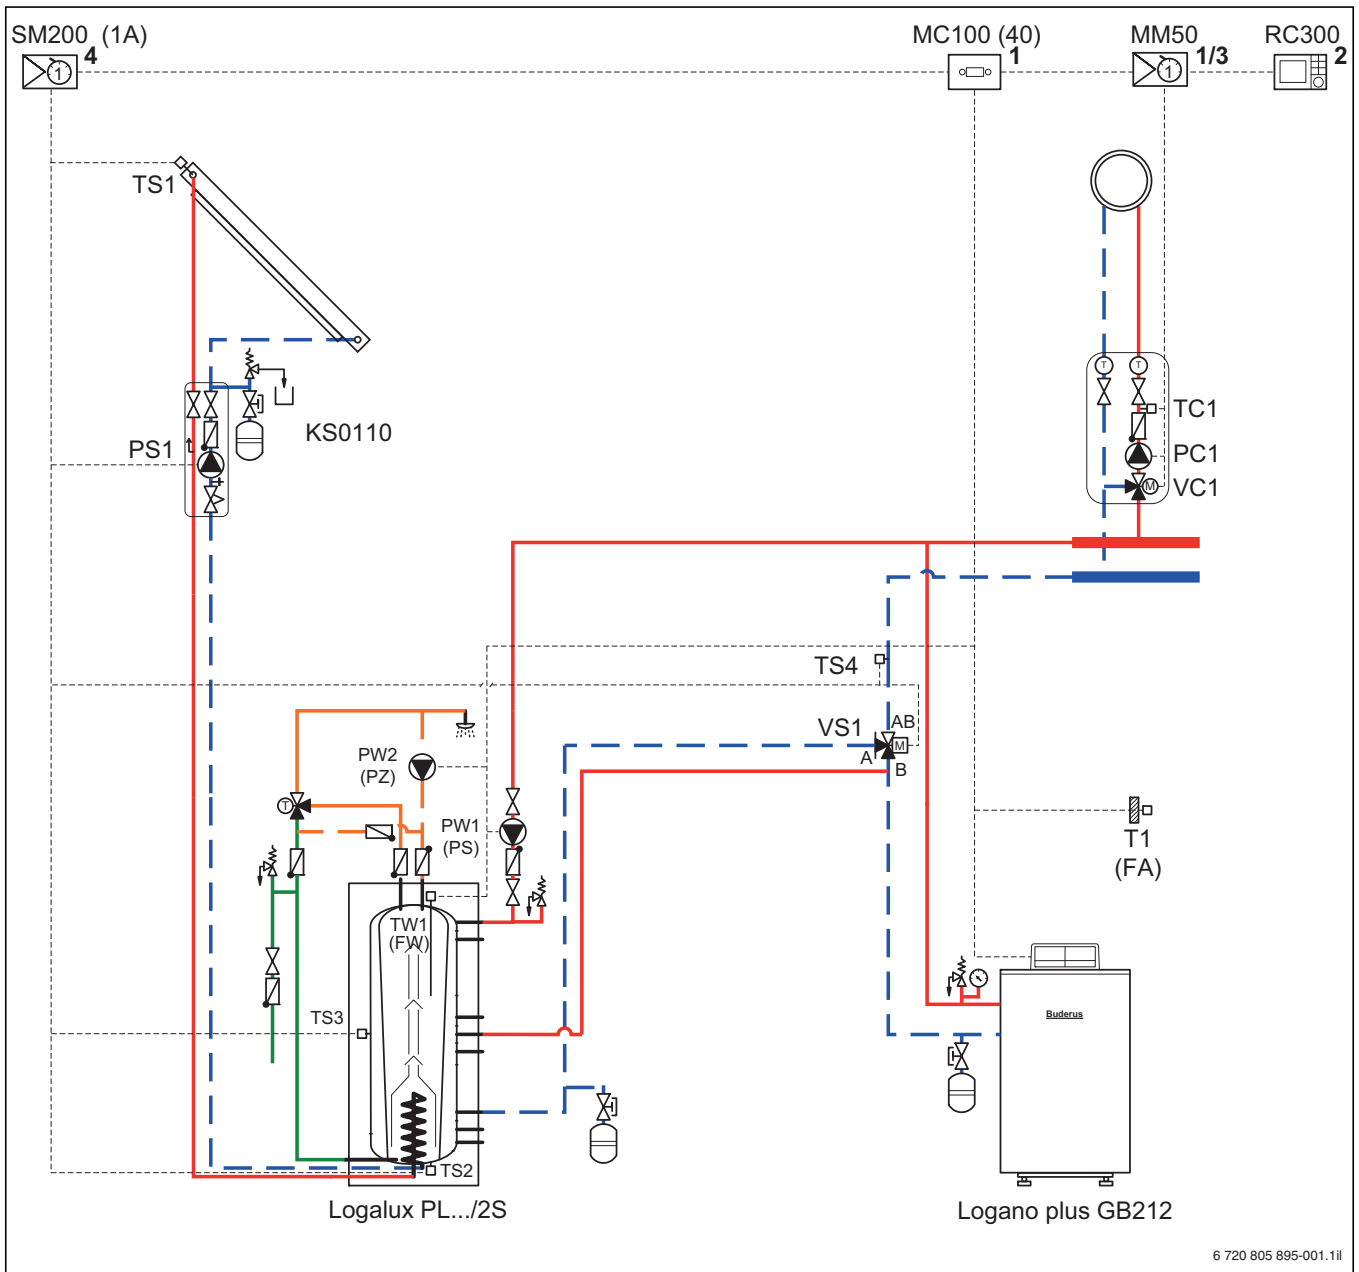 SM200 (1A)
4
1
MC100 (40)
1
MM50
1/3
1
RC300
2
TS1
T T
KS0110
TC1
PS1
PC1
VC1
M
TS4
VS1
AB
M
A
B
PW2
(PZ)
T
PW1
(PS)
T1
(FA)
TW1
(FW)
TS3
Buderus
TS2
Logalux PL.../2S
Logano plus GB212
6 720 805 895-001.1il